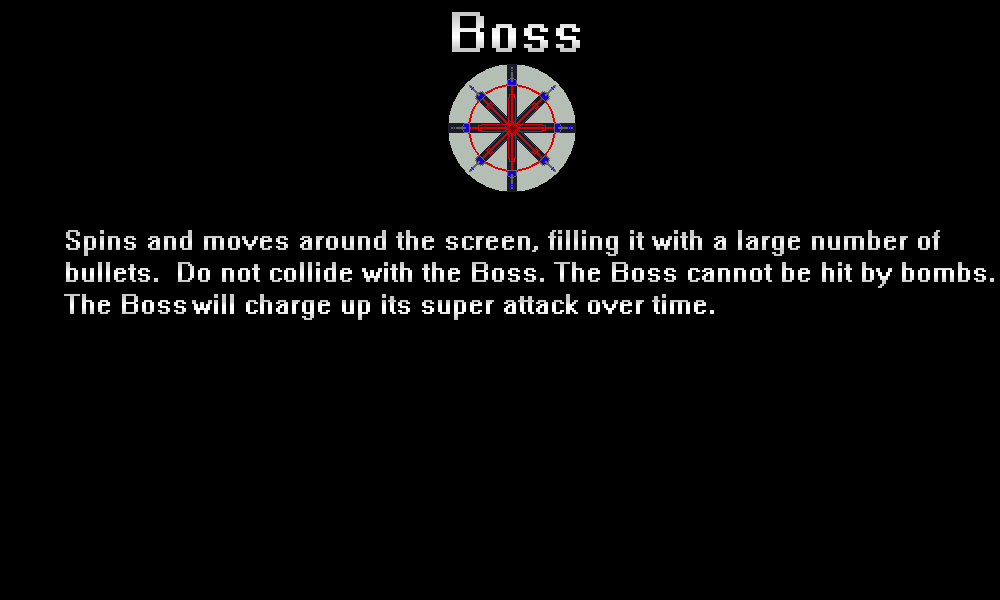 Boss
Spins and moves around the screen, filling it with a large number of
bullets.  Do not collide with the Boss. The Boss cannot be hit by bombs.
The Boss will charge up its super attack over time.